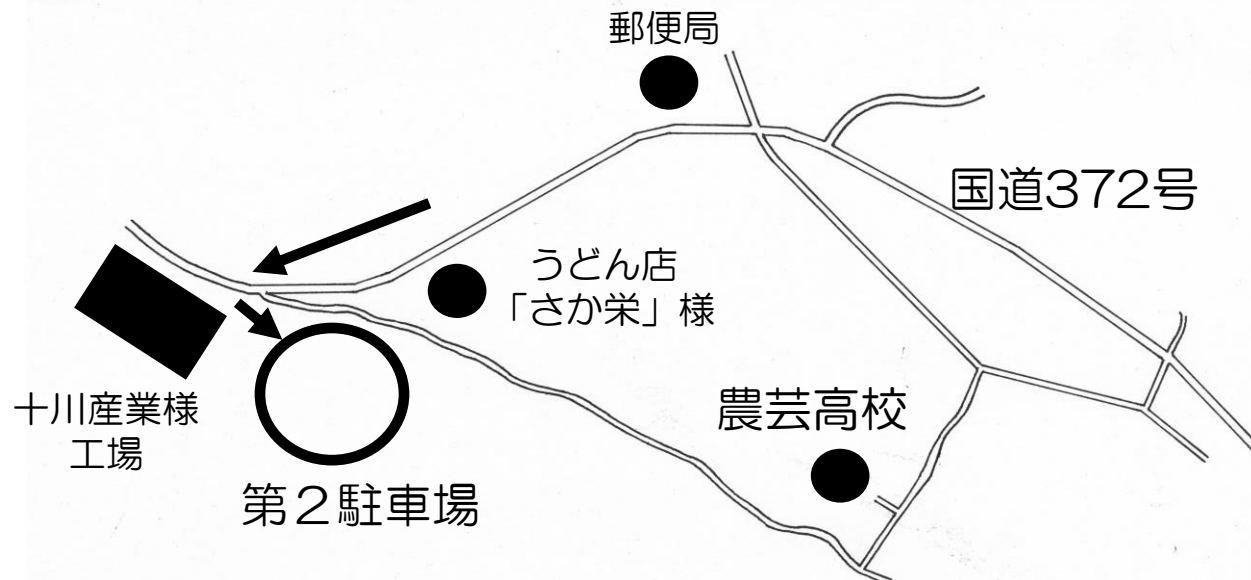 郵便局
国道372号
うどん店
「さか栄」様
農芸高校
十川産業様
工場
第2駐車場